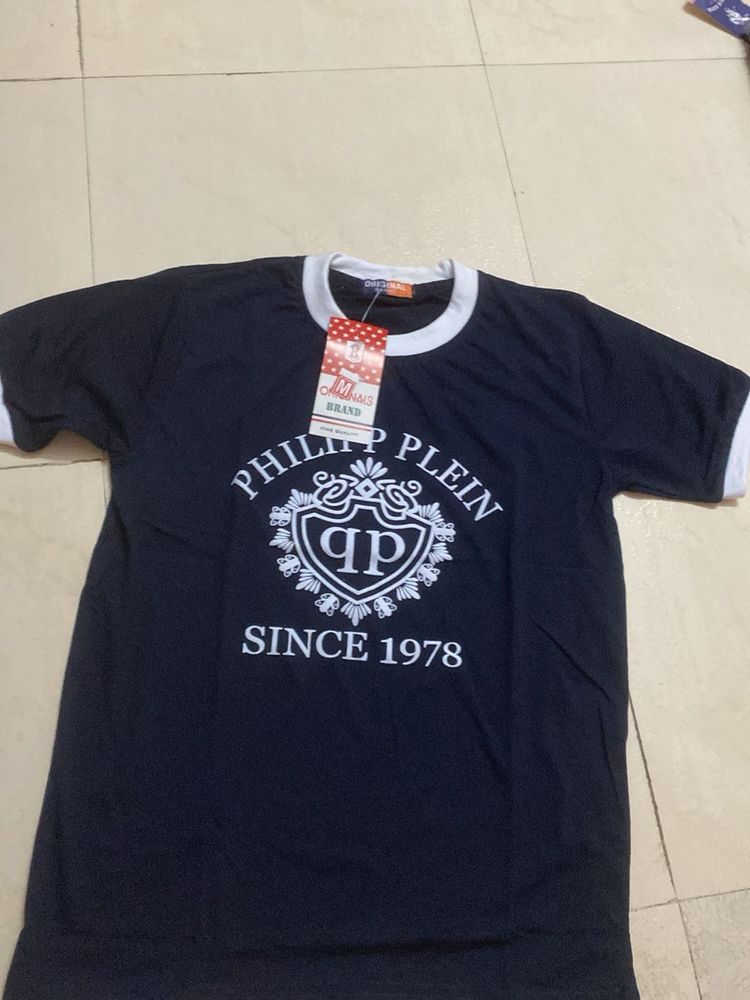 ORIGINAL
M
ORIGINALS
BRAND
FINE QUALITY
PHILIPP PLEIN
qp
SINCE 1978